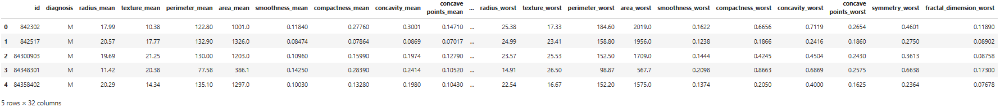 id diagnosis radius_mean texture_mean perimeter_mean area_mean smoothness_mean compactness_mean concavity_mean concave points_mean ... radius_worst texture_worst perimeter_worst area_worst smoothness_worst compactness_worst concavity_worst concave points_worst symmetry_worst fractal_dimension_worst
0 842302 M 17.99 10.38 122.80 1001.0 0.11840 0.27760 0.3001 0.14710 ... 25.38 17.33 184.60 2019.0 0.1622 0.6656 0.7119 0.2654 0.4601 0.11890
1 842517 M 20.57 17.77 132.90 1326.0 0.08474 0.07864 0.0869 0.07017 ... 24.99 23.41 158.80 1956.0 0.1238 0.1866 0.2416 0.1860 0.2750 0.08902
2 84300903 M 19.69 21.25 130.00 1203.0 0.10960 0.15990 0.1974 0.12790 ... 23.57 25.53 152.50 1709.0 0.1444 0.4245 0.4504 0.2430 0.3613 0.08758
3 84348301 M 11.42 20.38 77.58 386.1 0.14250 0.28390 0.2414 0.10520 ... 14.91 26.50 98.87 567.7 0.2098 0.8663 0.6869 0.2575 0.6638 0.17300
4 84358402 M 20.29 14.34 135.10 1297.0 0.10030 0.13280 0.1980 0.10430 ... 22.54 16.67 152.20 1575.0 0.1374 0.2050 0.4000 0.1625 0.2364 0.07678
5 rows × 32 columns